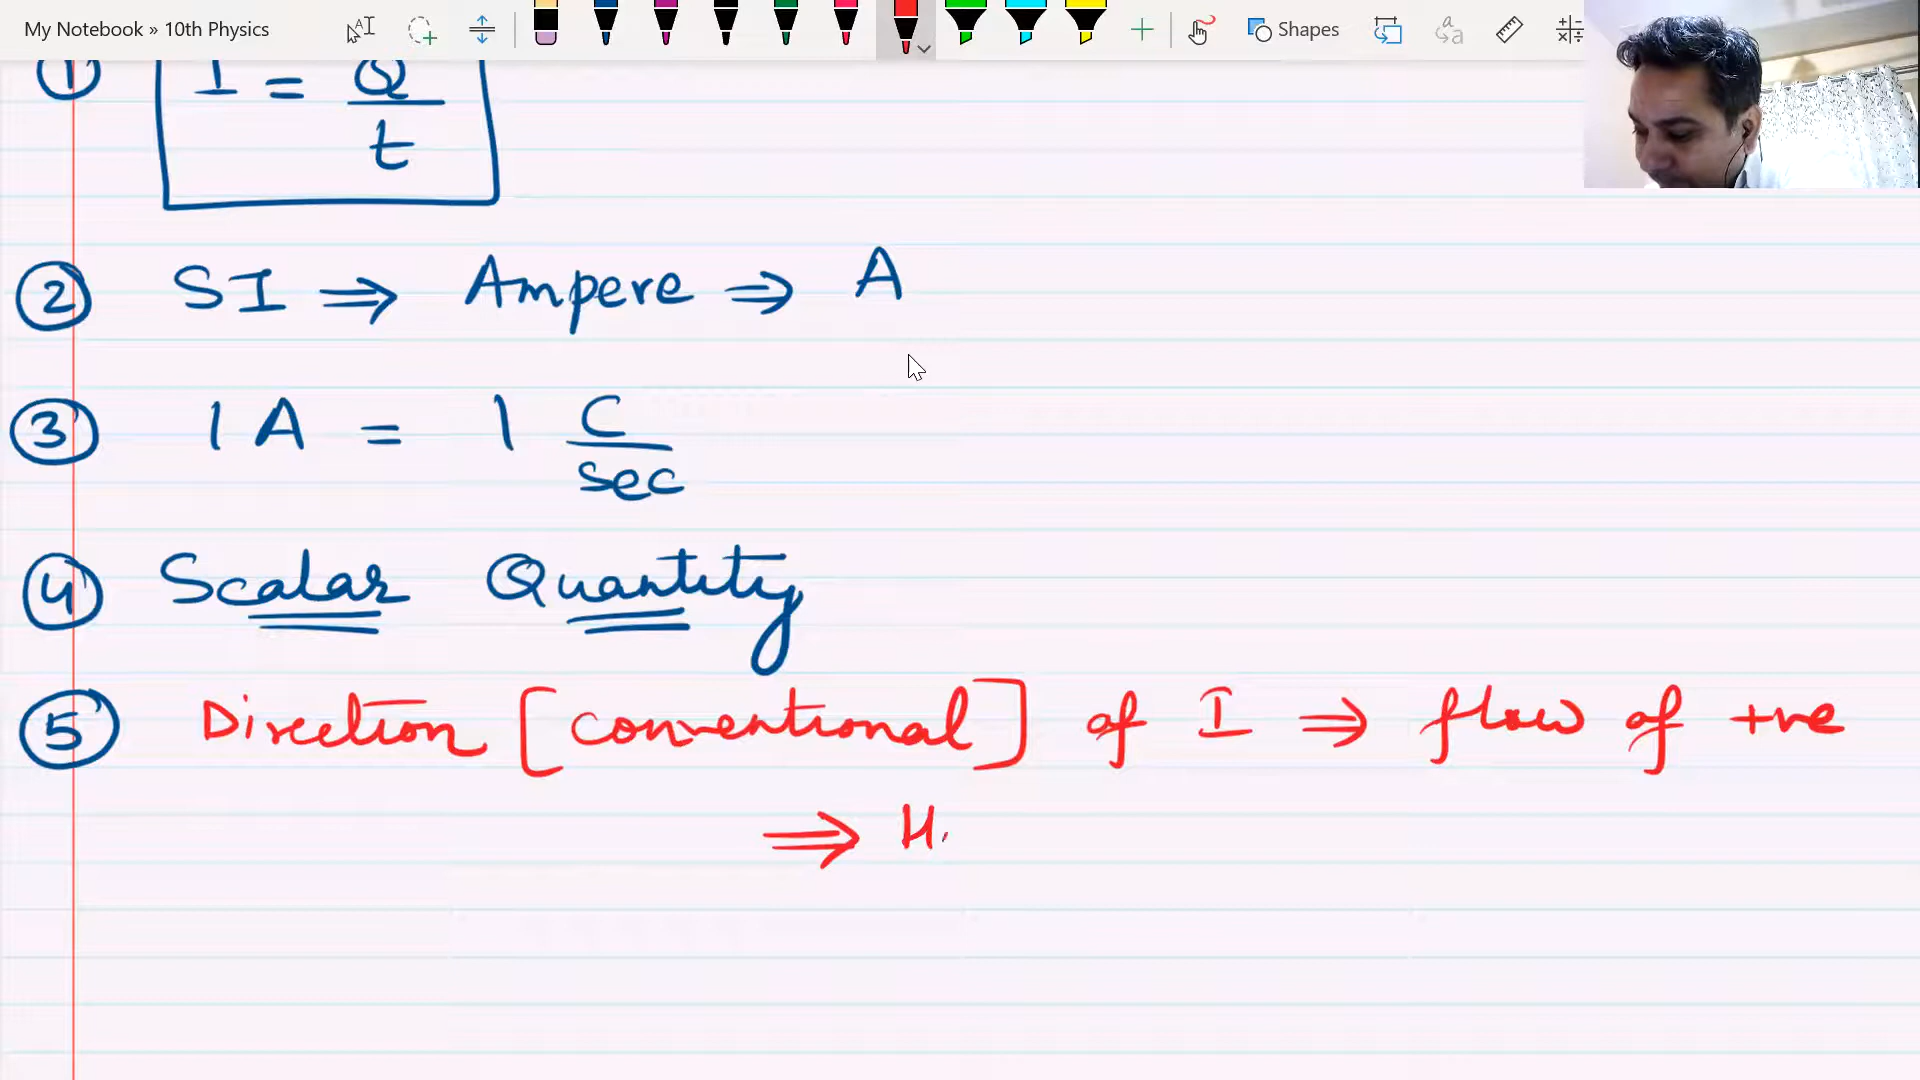 My Notebook » 10th Physics
Shapes
① I = Q
t
② SI ⇒ Ampere ⇒ A
③ 1 A = 1 C
sec
④ Scalar Quantity
⑤ Direction [conventional] of I ⇒ flow of +ve
⇒ H